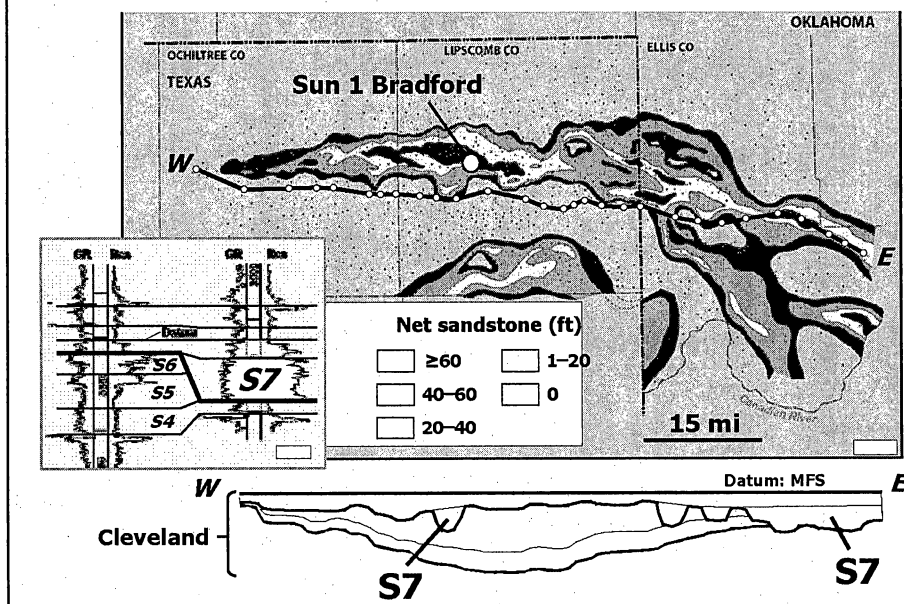 OKLAHOMA
OCHILTREE CO
LIPSCOMB CO
ELLIS CO
TEXAS
Sun 1 Bradford
W
E
GR
Res
GR
Res
Datum
S6
S7
S5
S4
Net sandstone (ft)
≥60
1–20
40–60
0
20–40
15 mi
Canadian River
W
Datum: MFS
E
Cleveland
S7
S7